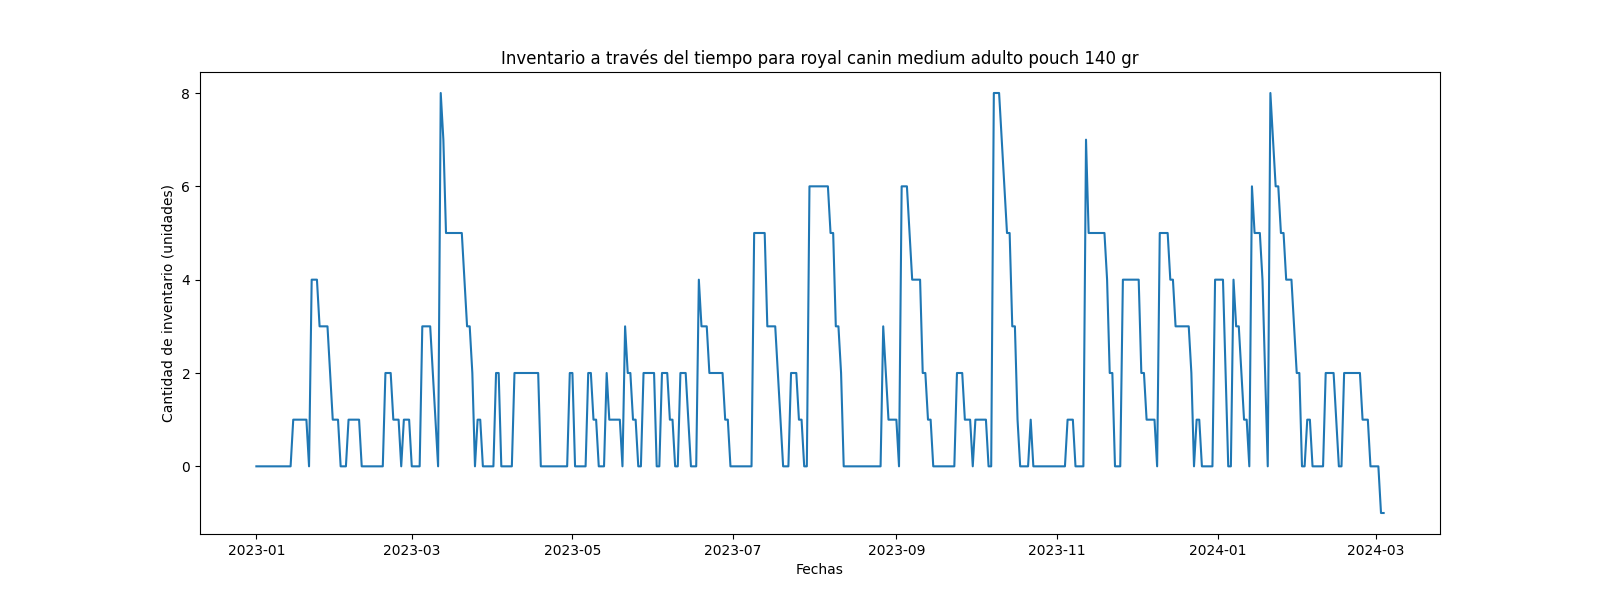 Inventario a través del tiempo para royal canin medium adulto pouch 140 gr
Cantidad de inventario (unidades)
8
6
4
2
0
2023-01 2023-03 2023-05 2023-07 2023-09 2023-11 2024-01 2024-03
Fechas